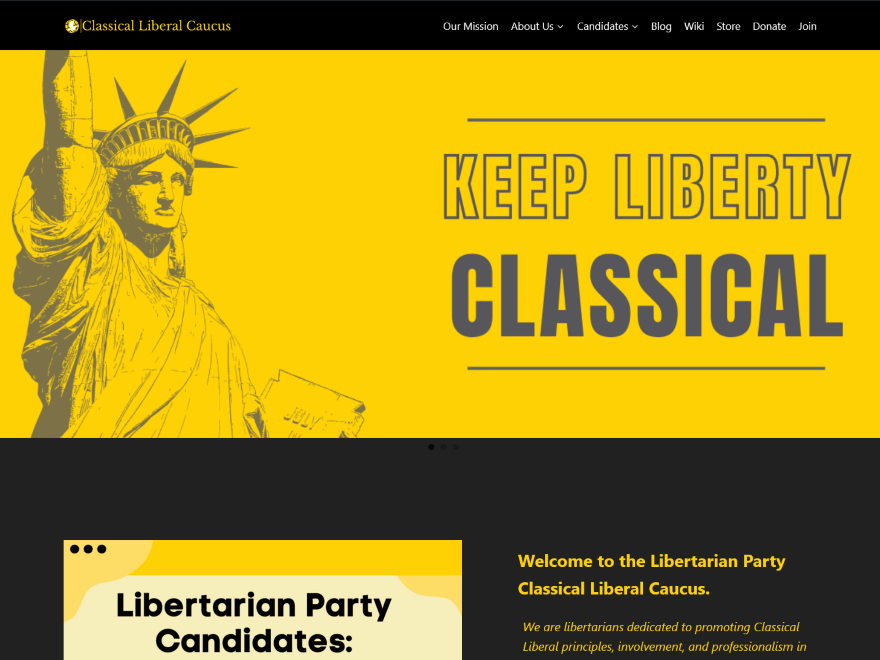 Classical Liberal Caucus
Our Mission About Us Candidates Blog Wiki Store Donate Join
KEEP LIBERTY
CLASSICAL
JULY
Libertarian Party
Candidates:
Welcome to the Libertarian Party
Classical Liberal Caucus.
We are libertarians dedicated to promoting Classical
Liberal principles, involvement, and professionalism in